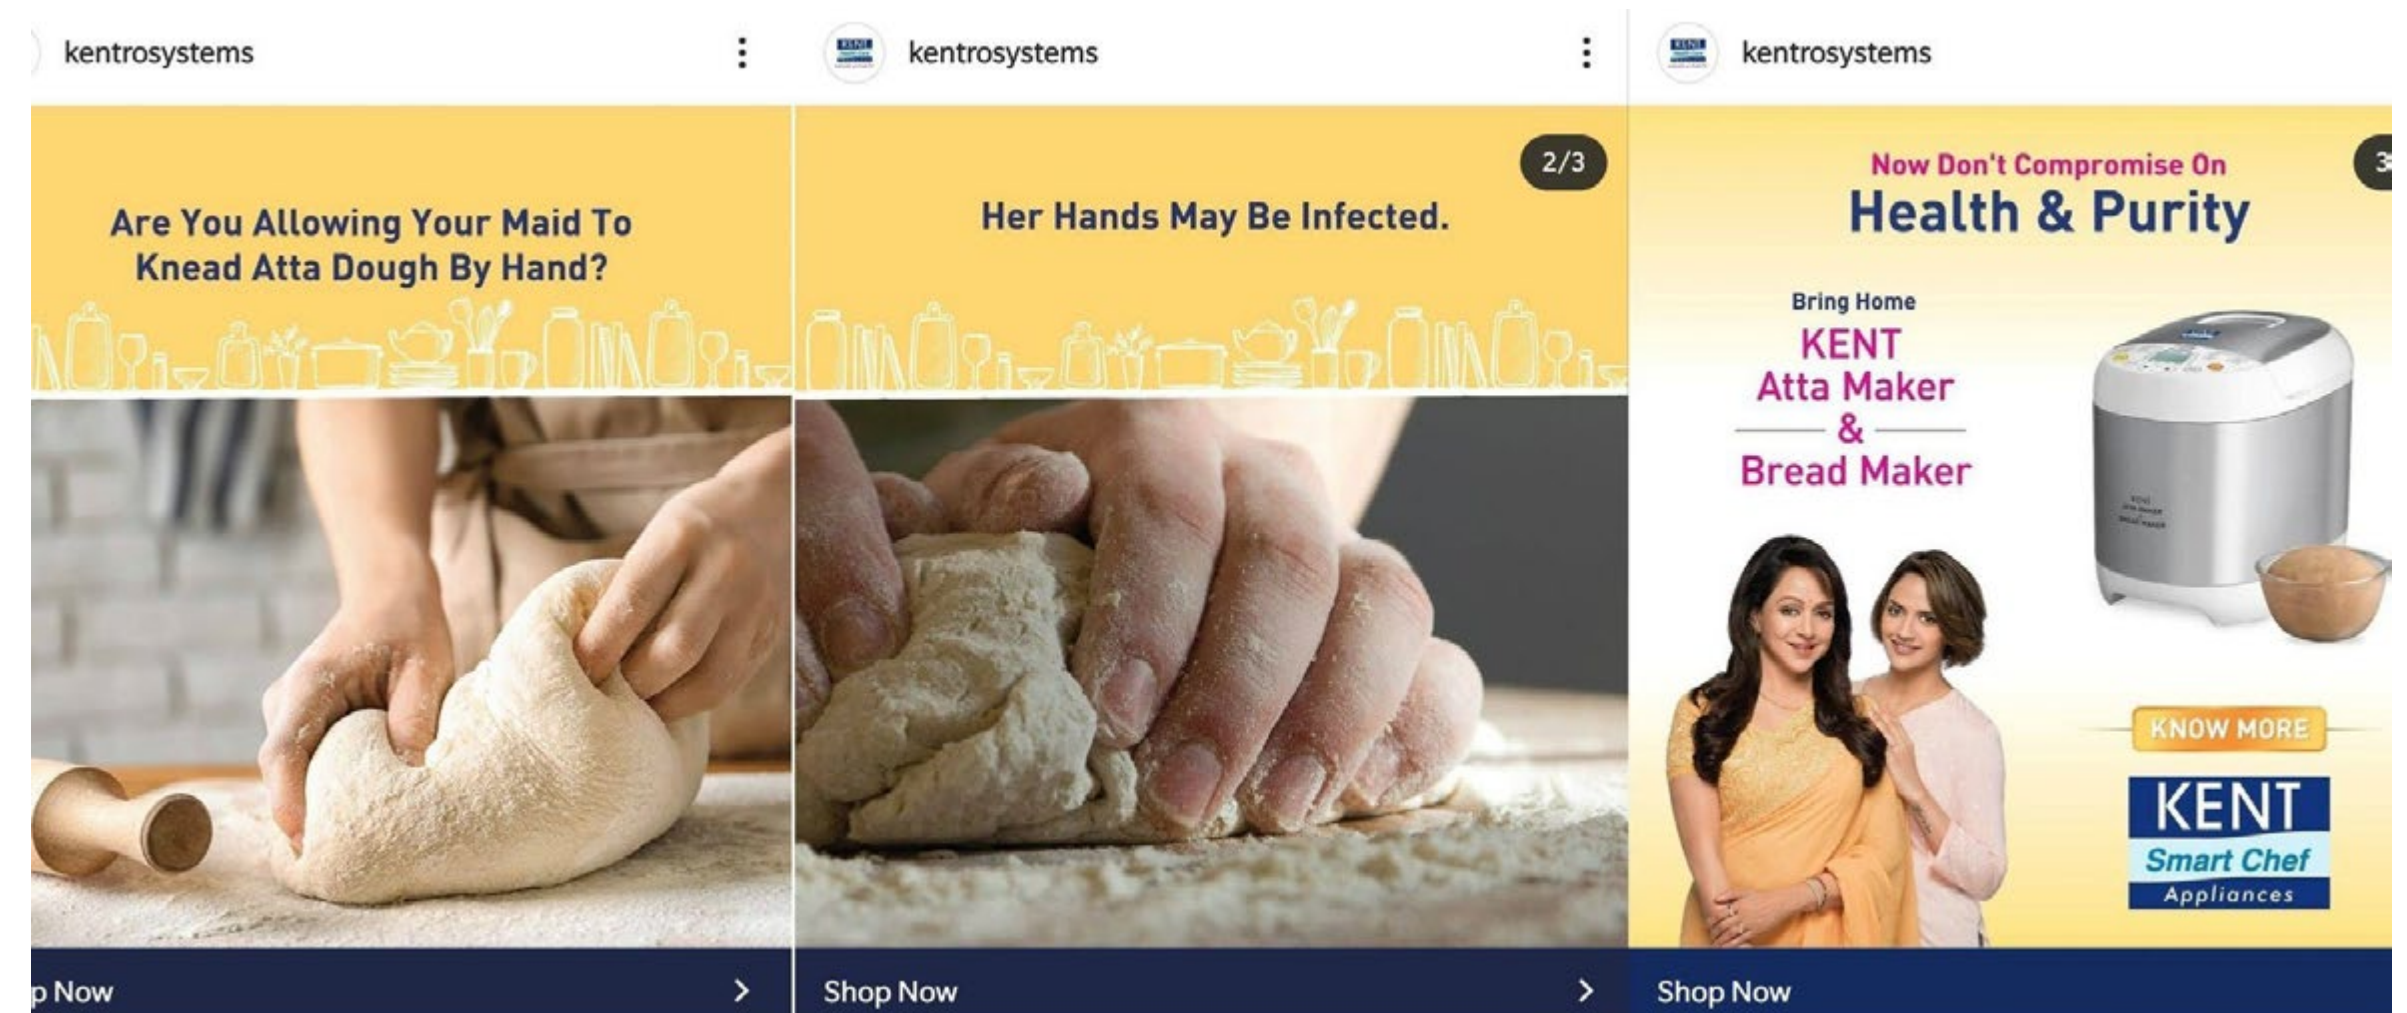 kentrosystems
Are You Allowing Your Maid To
Knead Atta Dough By Hand?
p Now
kentrosystems
2/3
Her Hands May Be Infected.
Shop Now
kentrosystems
3
Now Don't Compromise On
Health & Purity
Bring Home
KENT
Atta Maker
&
Bread Maker
KNOW MORE
KENT
Smart Chef
Appliances
Shop Now